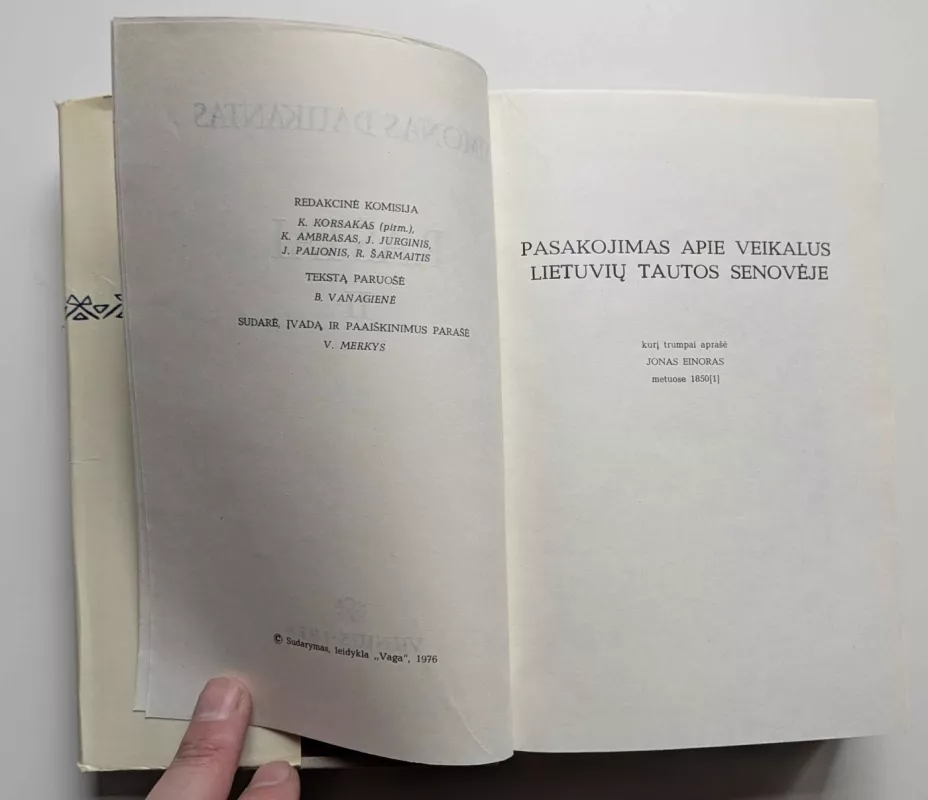 REDAKCINĖ KOMISIJA
K. KORSAKAS (pirm.),
K. AMBRASAS, J. JURGINIS,
J. PALIONIS, R. ŠARMAITIS
TEKSTĄ PARUOŠĖ
B. VANAGIENĖ
SUDARĖ, ĮVADĄ IR PAAIŠKINIMUS PARAŠĖ
V. MERKYS
© Sudarymas, leidykla „Vaga", 1976
PASAKOJIMAS APIE VEIKALUS
LIETUVIŲ TAUTOS SENOVĖJE
kurį trumpai aprašė
JONAS EINORAS
metuose 1850[1]